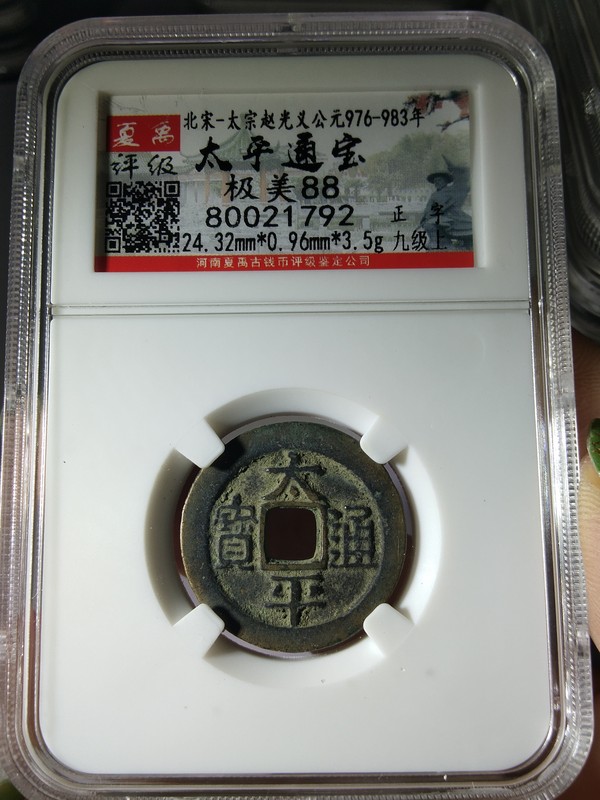 夏禹
评级
北宋-太宗赵光义公元976-983年
太平通宝
极美88
80021792 正字
24.32mm*0.96mm*3.5g 九级上
河南夏禹古钱币评级鉴定公司
太
寶 通
平